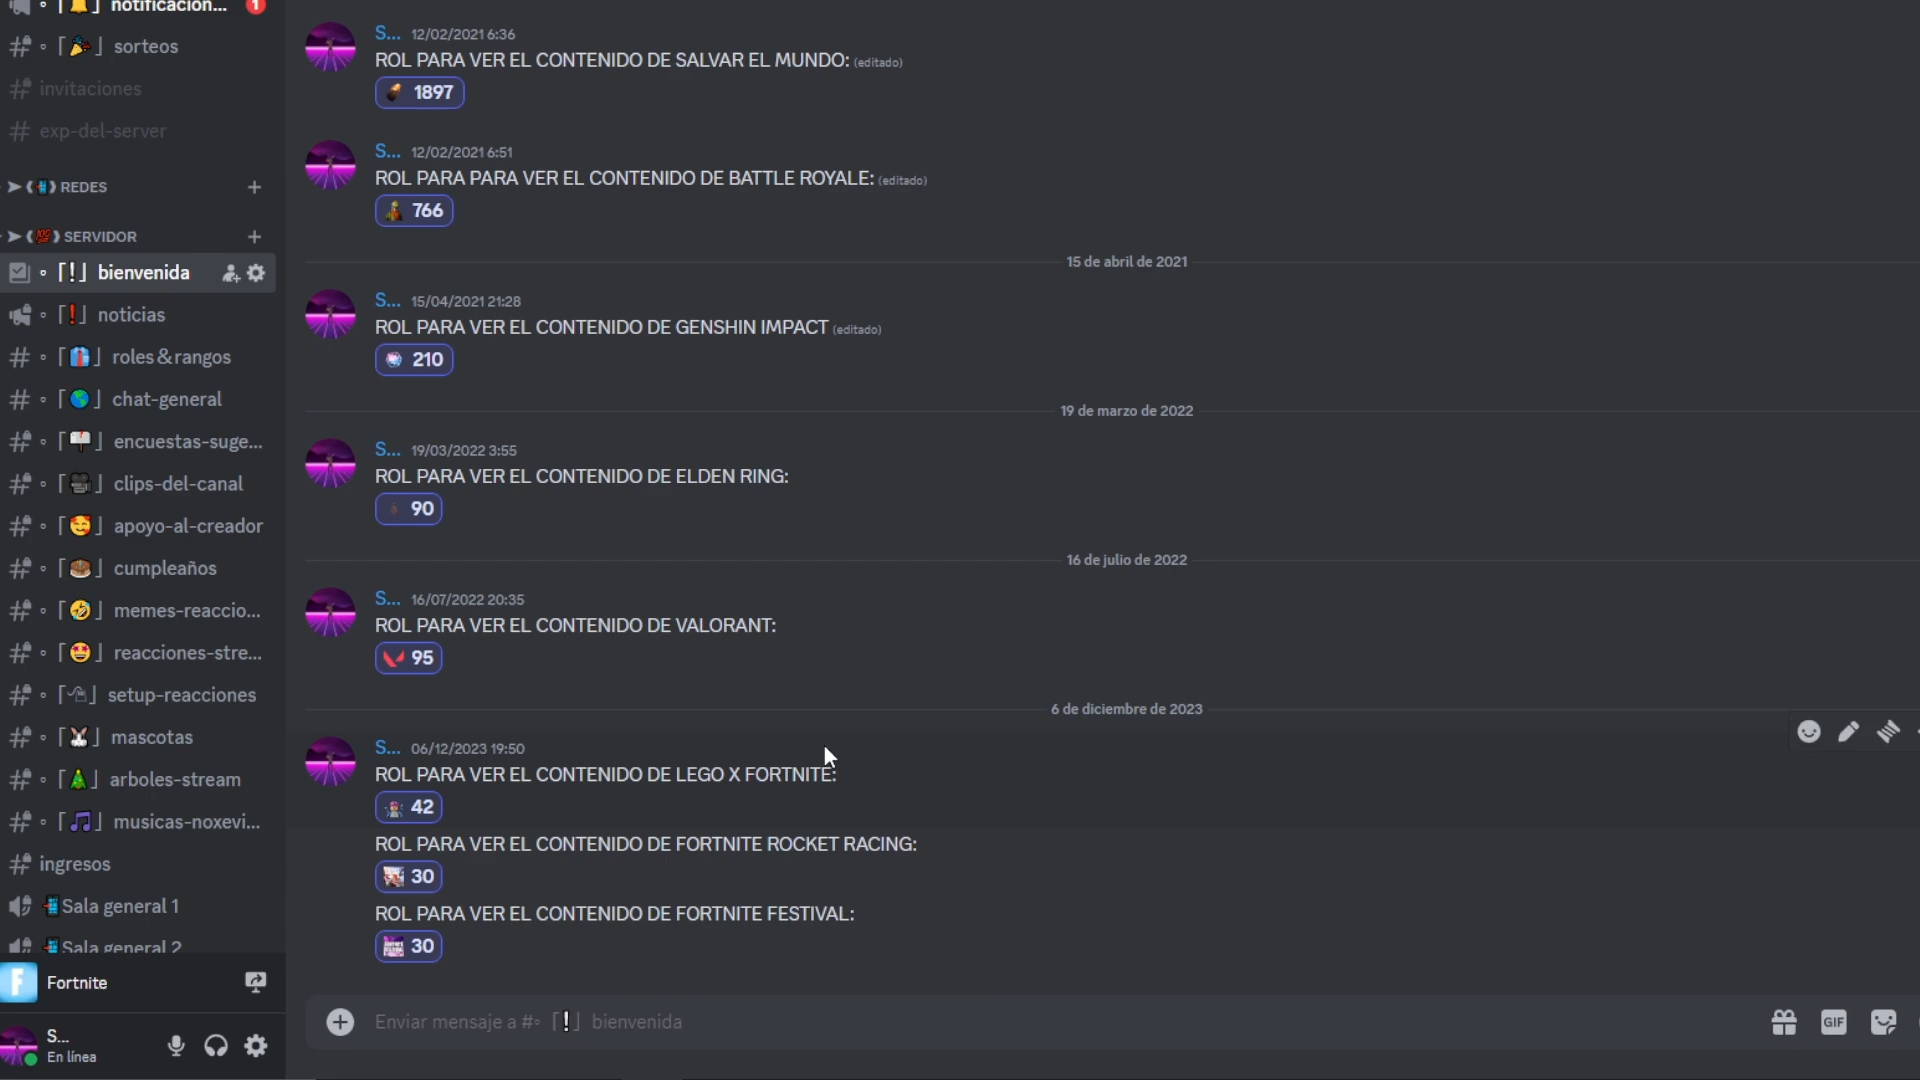 notificacion... 1
sorteos
invitaciones
exp-del-server
REDES
💯 SERVIDOR
bienvenida
noticias
roles&rangos
chat-general
encuestas-suge...
clips-del-canal
apoyo-al-creador
cumpleaños
memes-reaccio...
reacciones-stre...
setup-reacciones
mascotas
arboles-stream
musicas-noxevi...
ingresos
Sala general 1
Sala general 2
Fortnite
S...
En línea
S... 12/02/2021 6:36
ROL PARA VER EL CONTENIDO DE SALVAR EL MUNDO: (editado)
1897
S... 12/02/2021 6:51
ROL PARA PARA VER EL CONTENIDO DE BATTLE ROYALE: (editado)
766
15 de abril de 2021
S... 15/04/2021 21:28
ROL PARA VER EL CONTENIDO DE GENSHIN IMPACT (editado)
210
19 de marzo de 2022
S... 19/03/2022 3:55
ROL PARA VER EL CONTENIDO DE ELDEN RING:
90
16 de julio de 2022
S... 16/07/2022 20:35
ROL PARA VER EL CONTENIDO DE VALORANT:
95
6 de diciembre de 2023
S... 06/12/2023 19:50
ROL PARA VER EL CONTENIDO DE LEGO X FORTNITE:
42
ROL PARA VER EL CONTENIDO DE FORTNITE ROCKET RACING:
30
ROL PARA VER EL CONTENIDO DE FORTNITE FESTIVAL:
30
Enviar mensaje a #∘ ⎡❕⎦ bienvenida
GIF